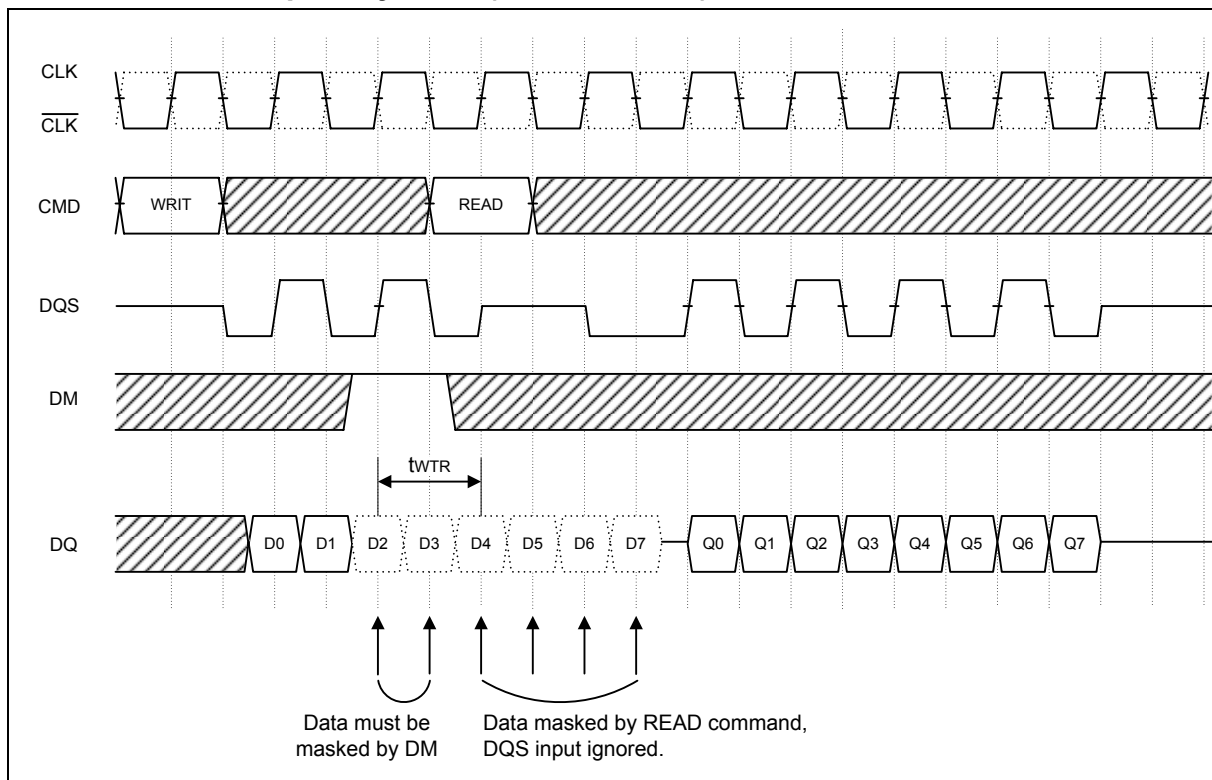 CLK
CLK
CMD WRIT READ
DQS
DM
tWTR
DQ D0 D1 D2 D3 D4 D5 D6 D7 Q0 Q1 Q2 Q3 Q4 Q5 Q6 Q7
Data must be
masked by DM
Data masked by READ command,
DQS input ignored.